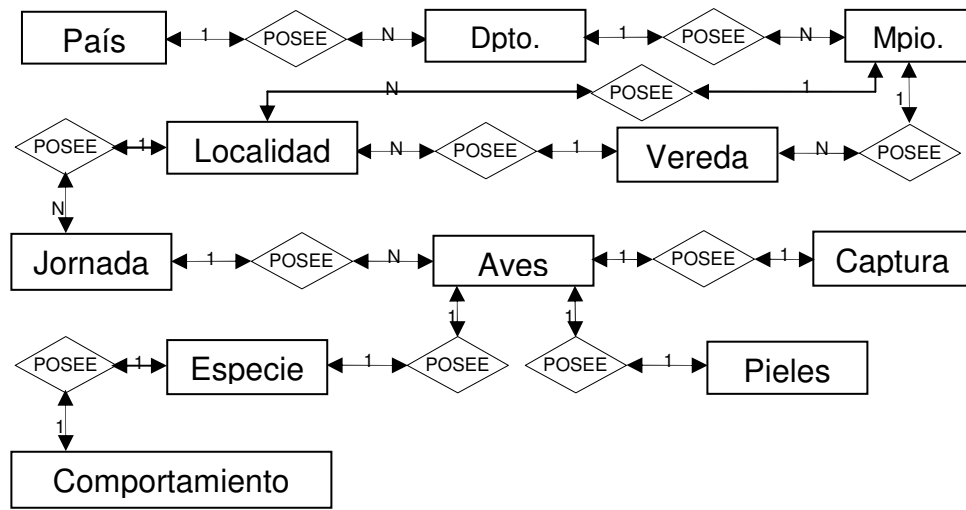 País 1 POSEE N Dpto. 1 POSEE N Mpio.
N POSEE 1 1
POSEE 1 Localidad N POSEE 1 Vereda N POSEE
N
Jornada 1 POSEE N Aves 1 POSEE 1 Captura
1 1
POSEE 1 Especie 1 POSEE POSEE 1 Pieles
1
Comportamiento